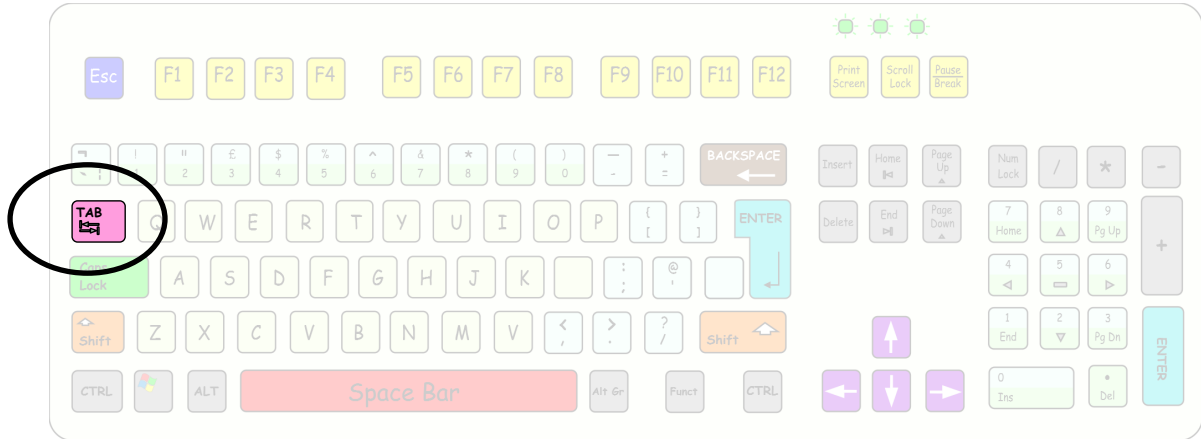 Esc F1 F2 F3 F4 F5 F6 F7 F8 F9 F10 F11 F12 Print Screen Scroll Lock Pause Break
! " £ $ % ^ & * ( ) — +
2 3 4 5 6 7 8 9 0 - =
BACKSPACE
Insert Home Page Up Num Lock / * -
TAB Q W E R T Y U I O P { [ } ] ENTER
Delete End Page Down 7 Home 8 9 Pg Up +
Caps Lock A S D F G H J K : ; @ '
4 5 6
Shift Z X C V B N M V < , > . ? / Shift
1 End 2 3 Pg Dn ENTER
CTRL ALT Space Bar Alt Gr Funct CTRL
0 Ins . Del